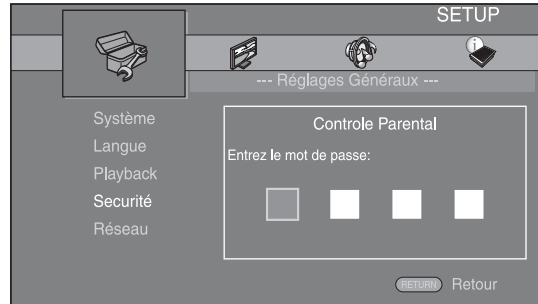 SETUP
--- Réglages Généraux ---
Système
Langue
Playback
Securité
Réseau
Controle Parental
Entrez le mot de passe:
RETURN Retour